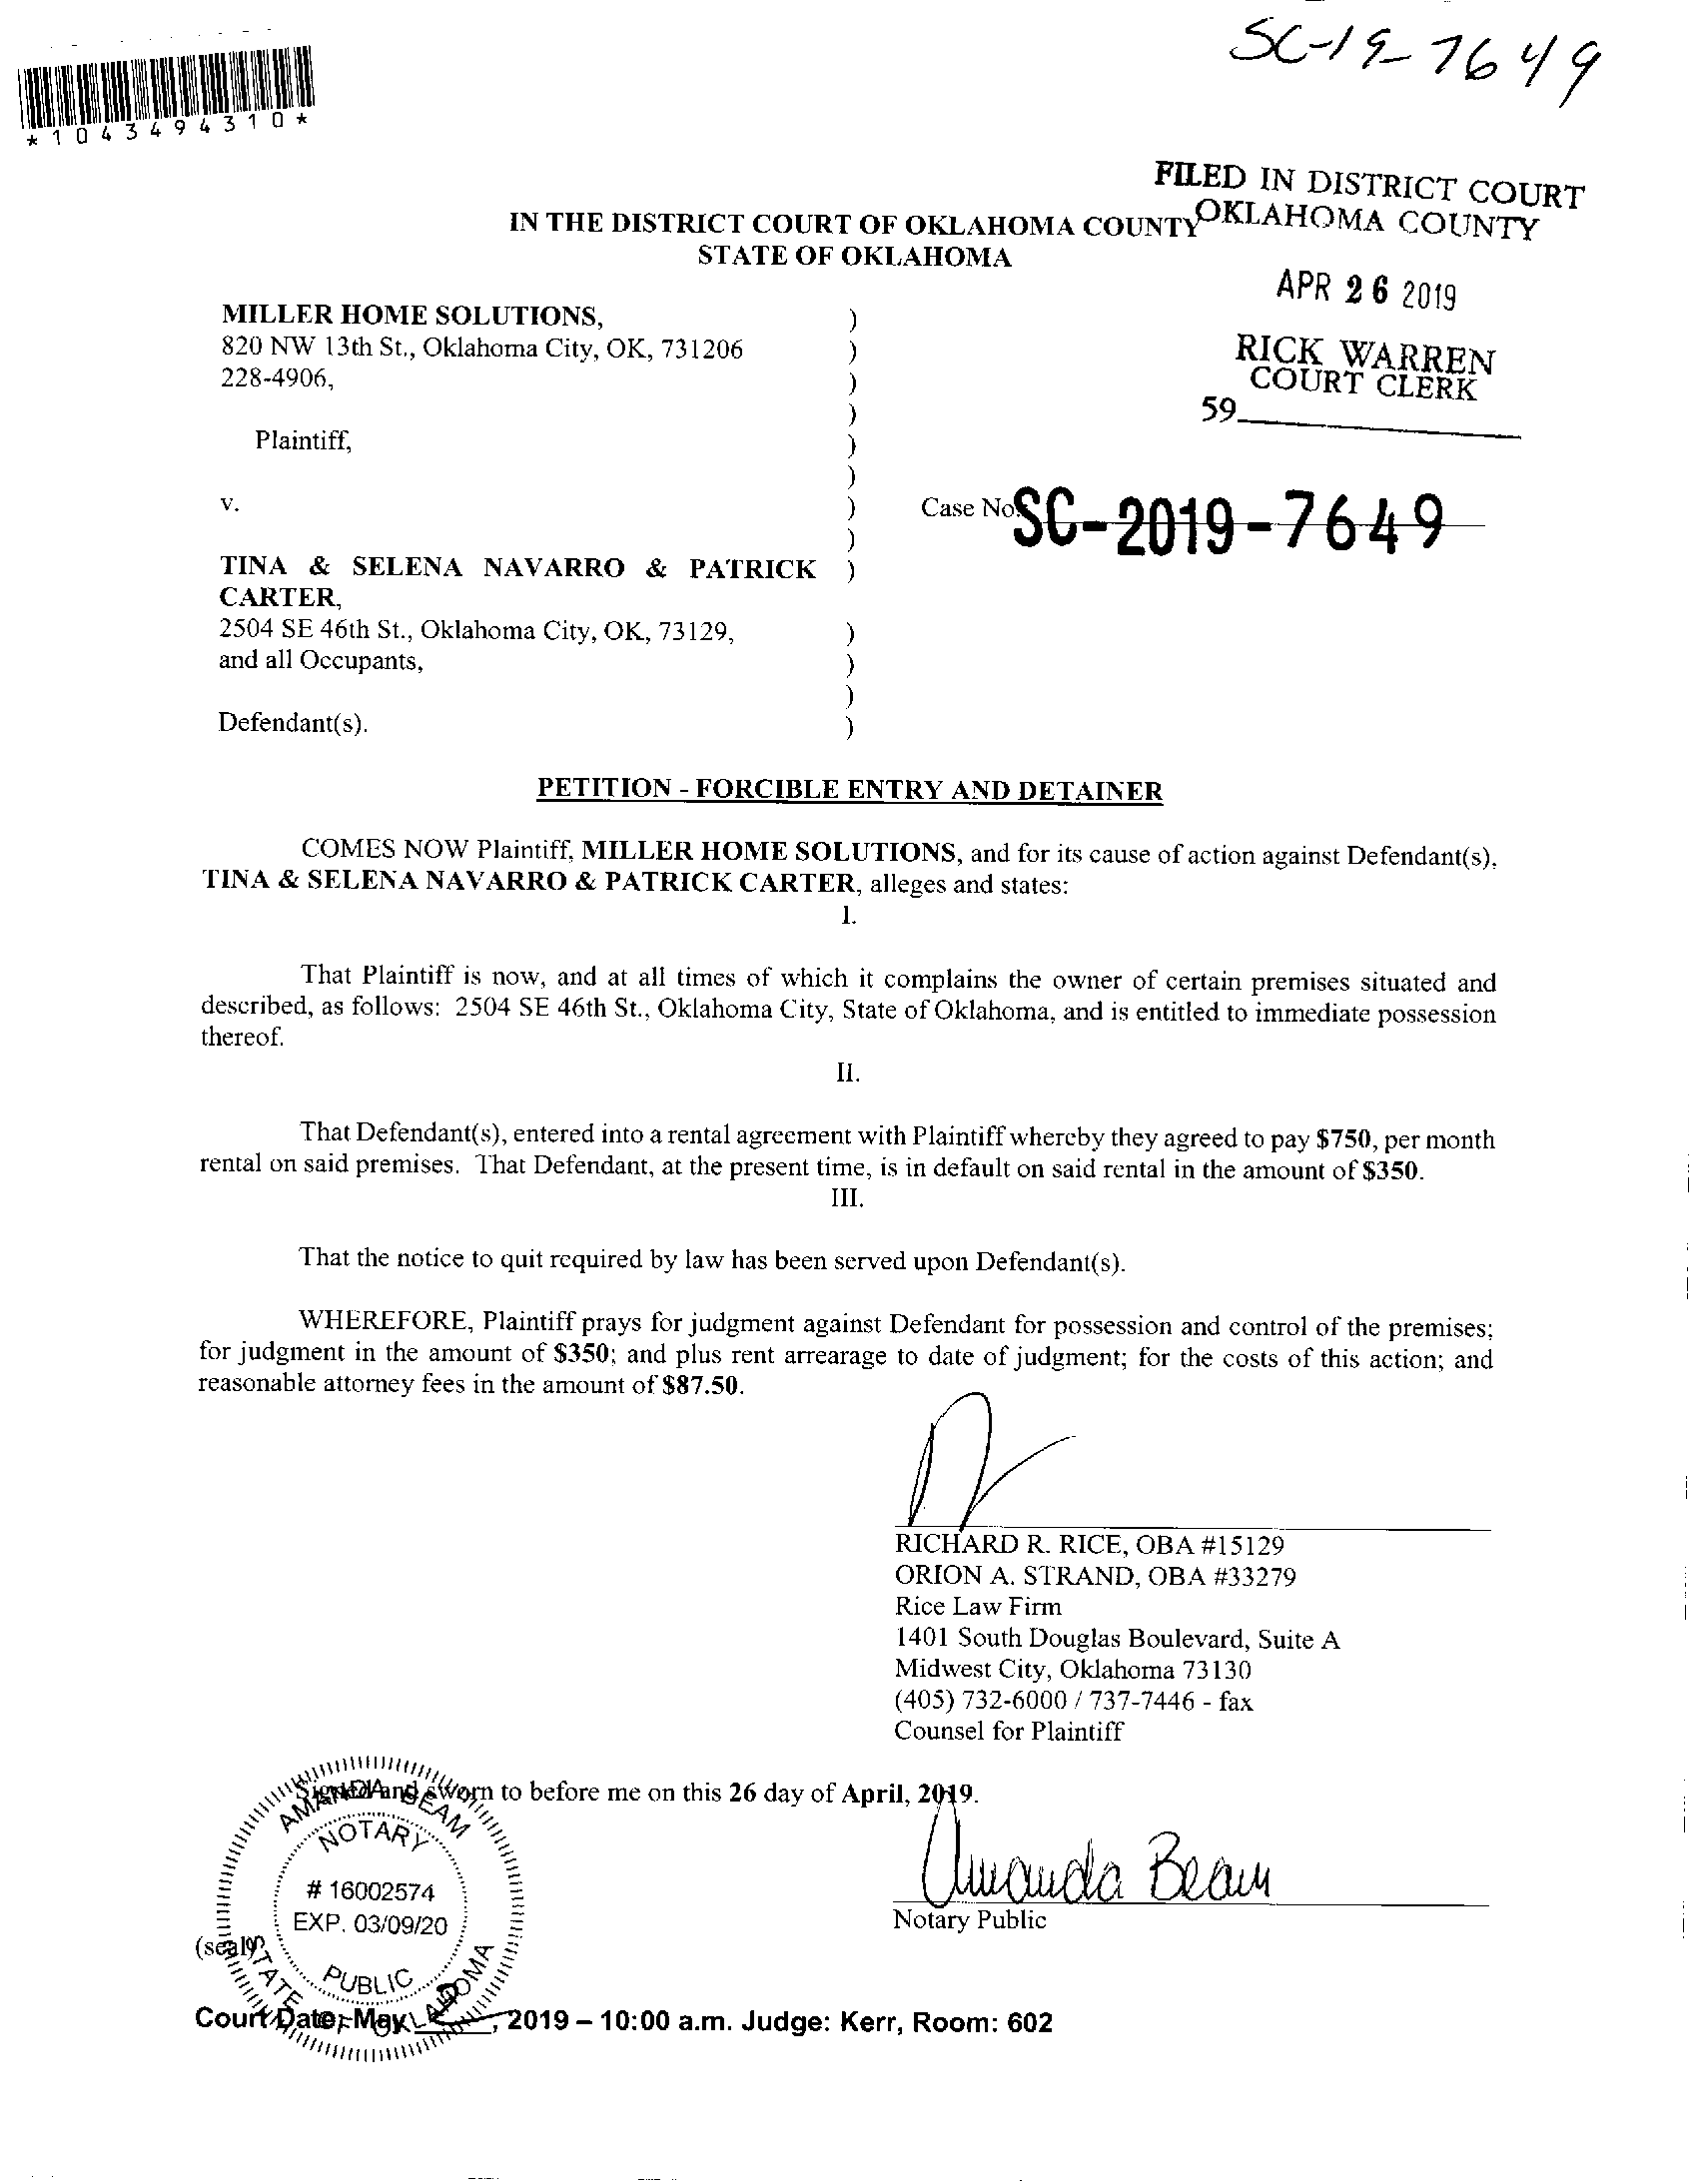 SC-19-7649
*1043494310*
FILED IN DISTRICT COURT
OKLAHOMA COUNTY
IN THE DISTRICT COURT OF OKLAHOMA COUNTY
STATE OF OKLAHOMA
APR 26 2019
RICK WARREN
COURT CLERK
59
MILLER HOME SOLUTIONS, )
820 NW 13th St., Oklahoma City, OK, 731206 )
228-4906, )
)
Plaintiff, )
)
v. )
Case No. SC-2019-7649
)
TINA & SELENA NAVARRO & PATRICK )
CARTER,
2504 SE 46th St., Oklahoma City, OK, 73129, )
and all Occupants, )
)
Defendant(s). )
PETITION - FORCIBLE ENTRY AND DETAINER
COMES NOW Plaintiff, MILLER HOME SOLUTIONS, and for its cause of action against Defendant(s),
TINA & SELENA NAVARRO & PATRICK CARTER, alleges and states:
I.
That Plaintiff is now, and at all times of which it complains the owner of certain premises situated and
described, as follows: 2504 SE 46th St., Oklahoma City, State of Oklahoma, and is entitled to immediate possession
thereof.
II.
That Defendant(s), entered into a rental agreement with Plaintiff whereby they agreed to pay $750, per month
rental on said premises. That Defendant, at the present time, is in default on said rental in the amount of $350.
III.
That the notice to quit required by law has been served upon Defendant(s).
WHEREFORE, Plaintiff prays for judgment against Defendant for possession and control of the premises;
for judgment in the amount of $350; and plus rent arrearage to date of judgment; for the costs of this action; and
reasonable attorney fees in the amount of $87.50.
RICHARD R. RICE, OBA #15129
ORION A. STRAND, OBA #33279
Rice Law Firm
1401 South Douglas Boulevard, Suite A
Midwest City, Oklahoma 73130
(405) 732-6000 / 737-7446 - fax
Counsel for Plaintiff
Signed and sworn to before me on this 26 day of April, 2019.
AMANDA BEAM
NOTARY
# 16002574
EXP. 03/09/20
PUBLIC
STATE OF OKLAHOMA
Amanda Beam
Notary Public
(seal)
Court Date: May , 2019 – 10:00 a.m. Judge: Kerr, Room: 602